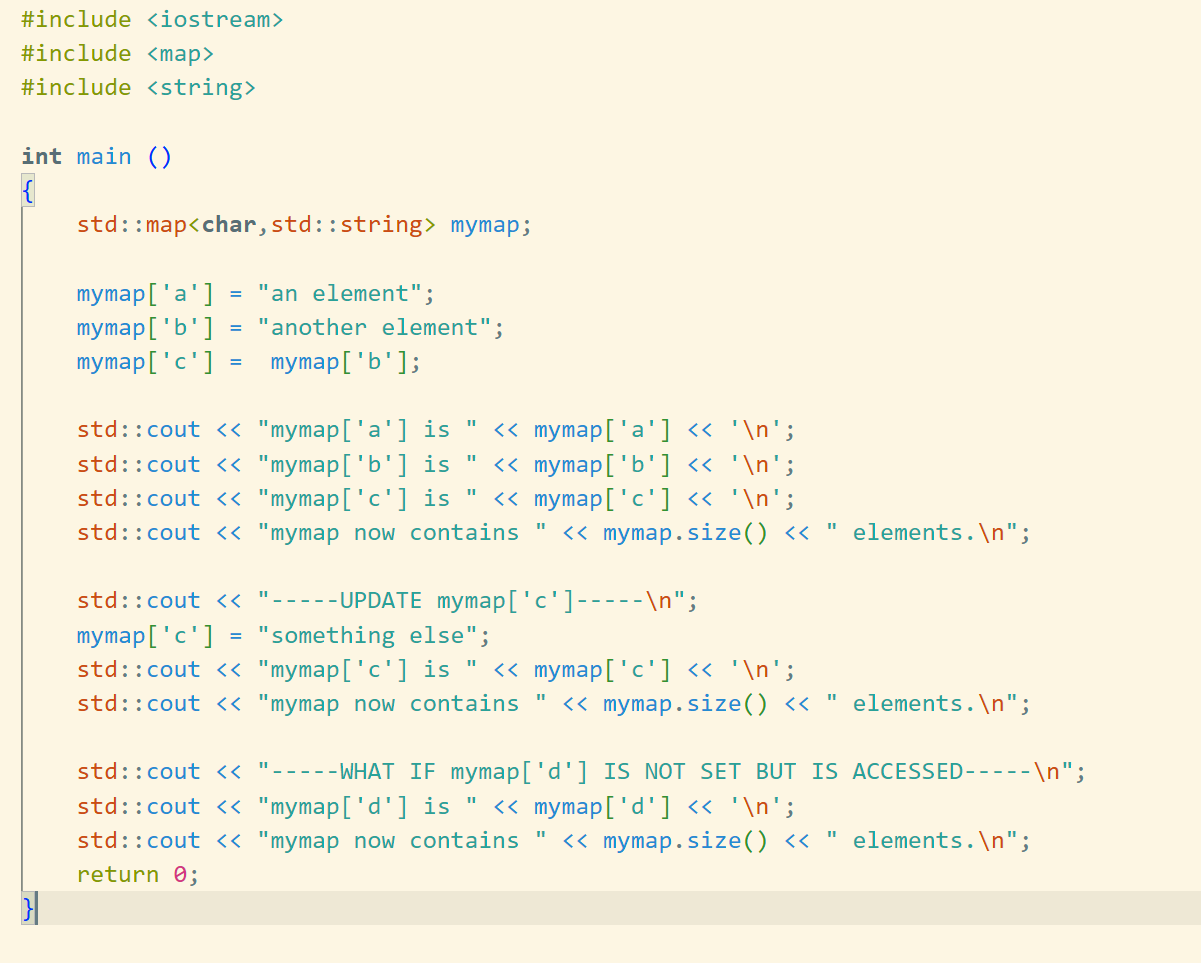 #include <iostream>
#include <map>
#include <string>

int main ()
{
    std::map<char,std::string> mymap;

    mymap['a'] = "an element";
    mymap['b'] = "another element";
    mymap['c'] =  mymap['b'];

    std::cout << "mymap['a'] is " << mymap['a'] << '\n';
    std::cout << "mymap['b'] is " << mymap['b'] << '\n';
    std::cout << "mymap['c'] is " << mymap['c'] << '\n';
    std::cout << "mymap now contains " << mymap.size() << " elements.\n";

    std::cout << "-----UPDATE mymap['c']-----\n";
    mymap['c'] = "something else";
    std::cout << "mymap['c'] is " << mymap['c'] << '\n';
    std::cout << "mymap now contains " << mymap.size() << " elements.\n";

    std::cout << "-----WHAT IF mymap['d'] IS NOT SET BUT IS ACCESSED-----\n";
    std::cout << "mymap['d'] is " << mymap['d'] << '\n';
    std::cout << "mymap now contains " << mymap.size() << " elements.\n";
    return 0;
}